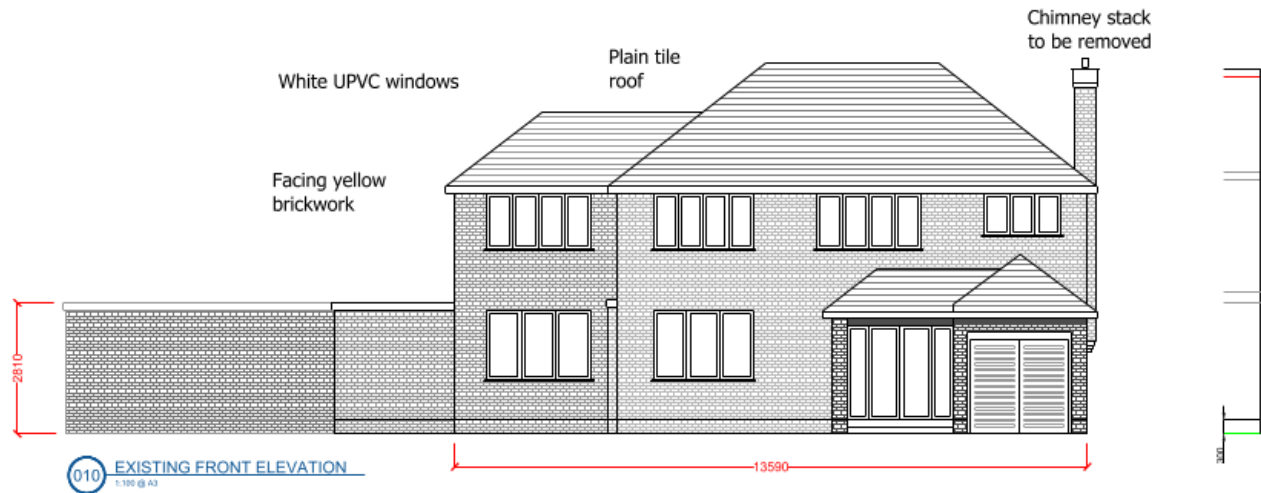 Chimney stack
to be removed
Plain tile
roof
White UPVC windows
Facing yellow
brickwork
2810
13590
300
010
EXISTING FRONT ELEVATION
1:100 @ A3